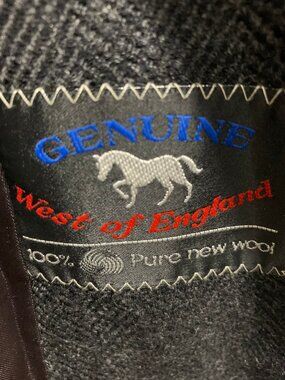 GENUINE
West of England
100% Pure new wool